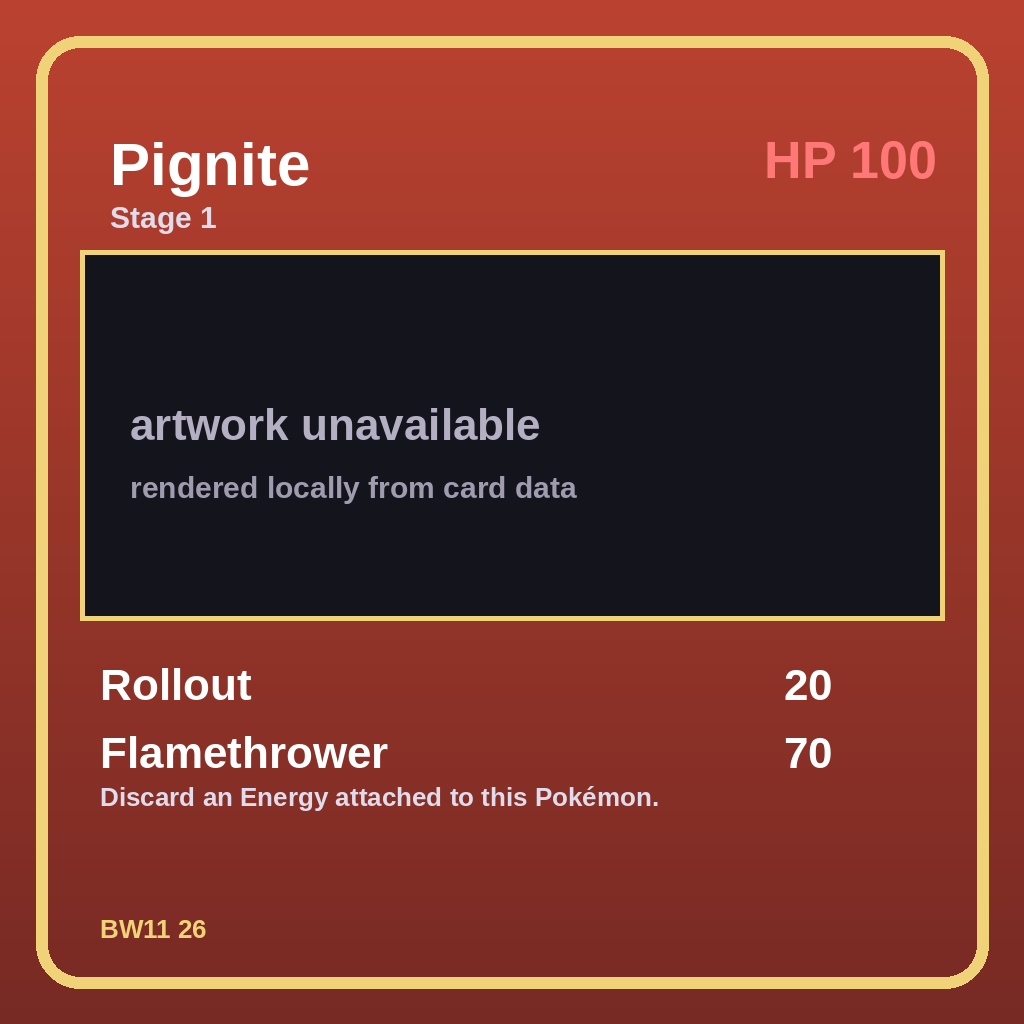 Pignite
HP 100
Stage 1
artwork unavailable
rendered locally from card data
Rollout 20
Flamethrower 70
Discard an Energy attached to this Pokémon.
BW11 26